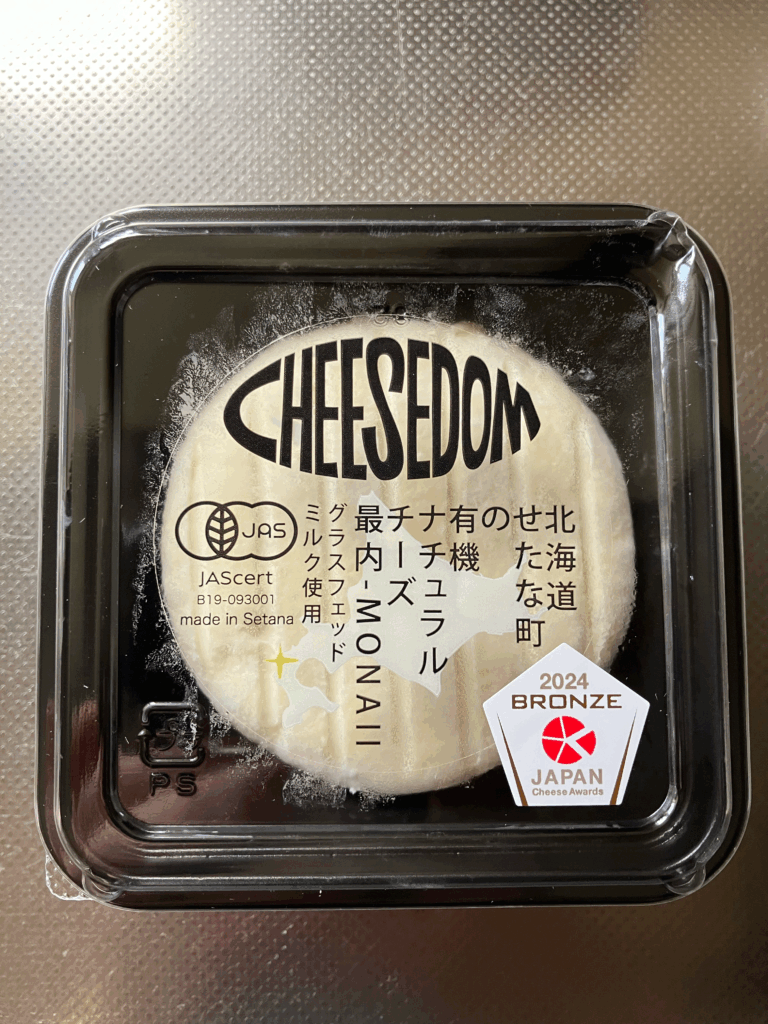 CHEESEDOM
北海道
せたな町
の
有機
ナチュラル
チーズ
最内-MONAII
グラスフェッド
ミルク使用
JAS
JAScert
B19-093001
made in Setana
2024
BRONZE
JAPAN
Cheese Awards
PS